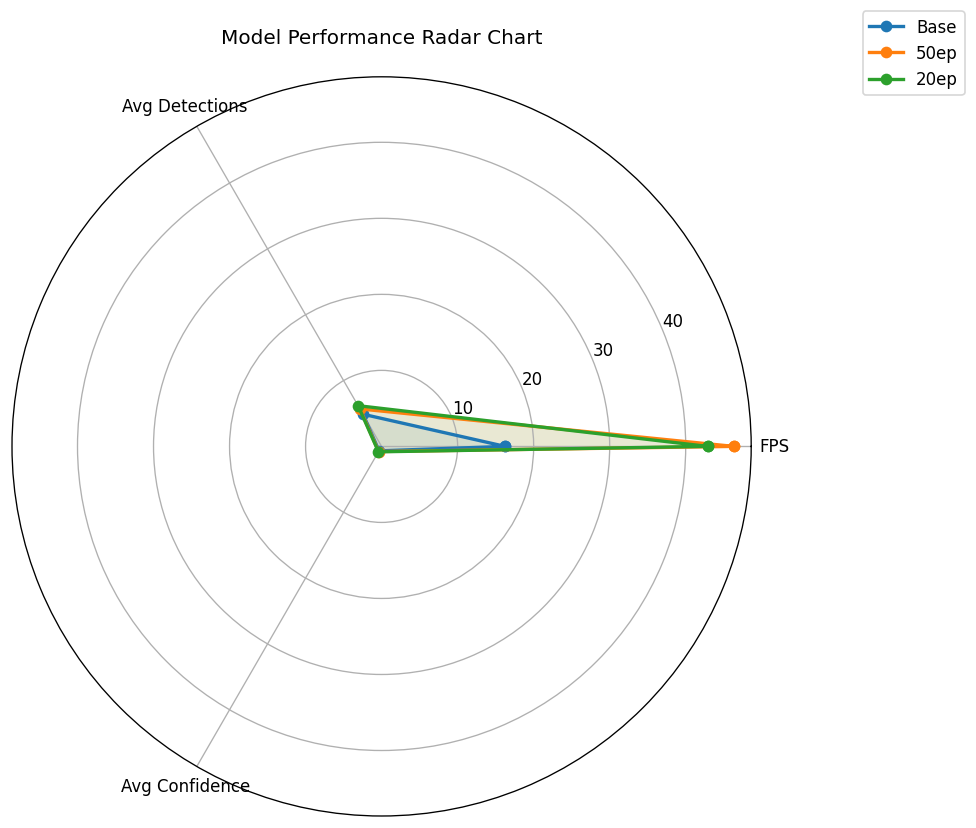 Model Performance Radar Chart
Base
50ep
20ep
Avg Detections
40
30
20
10
FPS
Avg Confidence